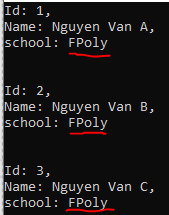 Id: 1,
Name: Nguyen Van A,
school: FPoly
Id: 2,
Name: Nguyen Van B,
school: FPoly
Id: 3,
Name: Nguyen Van C,
school: FPoly